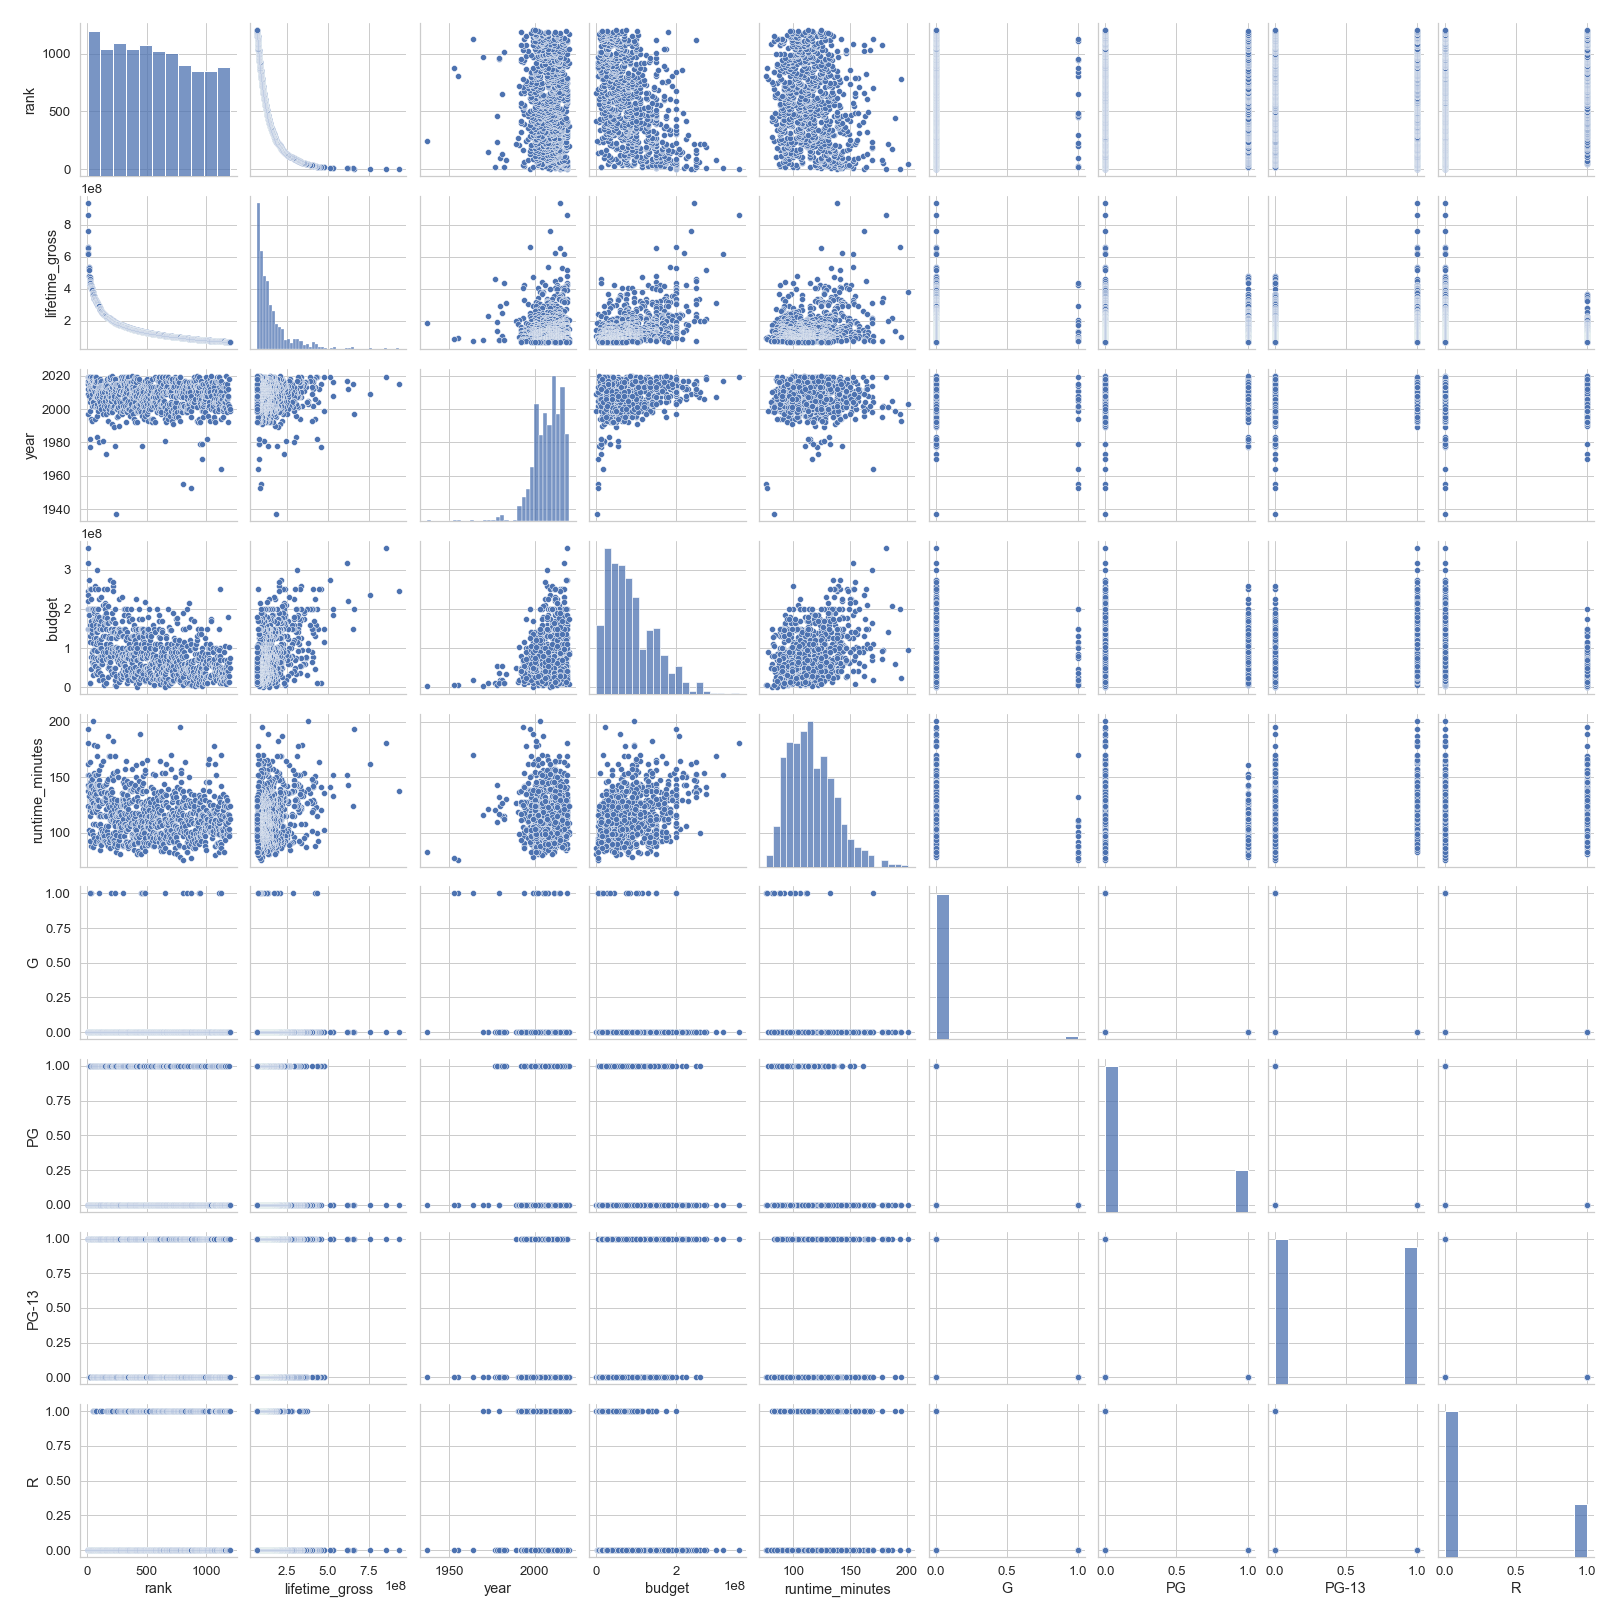 rank
1000
500
0
1e8
lifetime_gross
8
6
4
2
year
2020
2000
1980
1960
1940
1e8
budget
3
2
1
0
runtime_minutes
200
150
100
G
1.00
0.75
0.50
0.25
0.00
PG
1.00
0.75
0.50
0.25
0.00
PG-13
1.00
0.75
0.50
0.25
0.00
R
1.00
0.75
0.50
0.25
0.00
0 500 1000
rank
2.5 5.0 7.5
lifetime_gross 1e8
1950 2000
year
0 2
budget 1e8
100 200
runtime_minutes
0.0 0.5 1.0
G
0.0 0.5 1.0
PG
0.0 0.5 1.0
PG-13
0.0 0.5 1.0
R